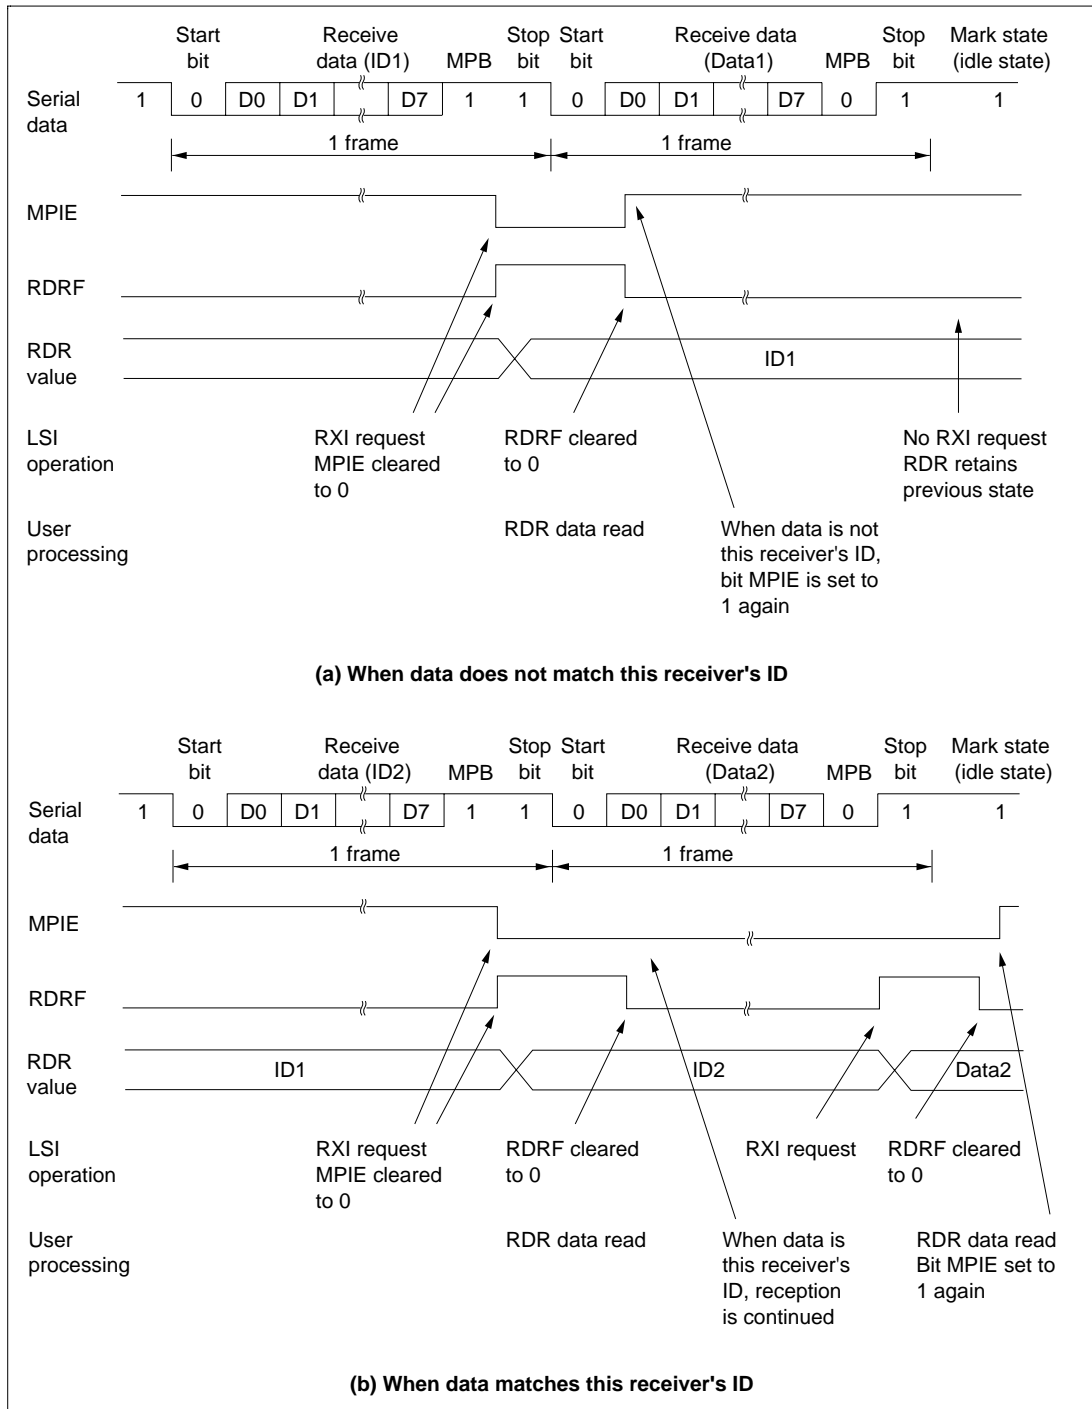 Start Receive Stop Start Receive data Stop Mark state
bit data (ID1) MPB bit bit (Data1) MPB bit (idle state)
Serial data 1 0 D0 D1 D7 1 1 0 D0 D1 D7 0 1 1
1 frame 1 frame
MPIE
RDRF
RDR value ID1
LSI operation
RXI request
MPIE cleared
to 0
RDRF cleared
to 0
No RXI request
RDR retains
previous state
User processing
RDR data read
When data is not
this receiver's ID,
bit MPIE is set to
1 again
(a) When data does not match this receiver's ID
Start Receive Stop Start Receive data Stop Mark state
bit data (ID2) MPB bit bit (Data2) MPB bit (idle state)
Serial data 1 0 D0 D1 D7 1 1 0 D0 D1 D7 0 1 1
1 frame 1 frame
MPIE
RDRF
RDR value ID1 ID2 Data2
LSI operation
RXI request
MPIE cleared
to 0
RDRF cleared
to 0
RXI request
RDRF cleared
to 0
User processing
RDR data read
When data is
this receiver's
ID, reception
is continued
RDR data read
Bit MPIE set to
1 again
(b) When data matches this receiver's ID